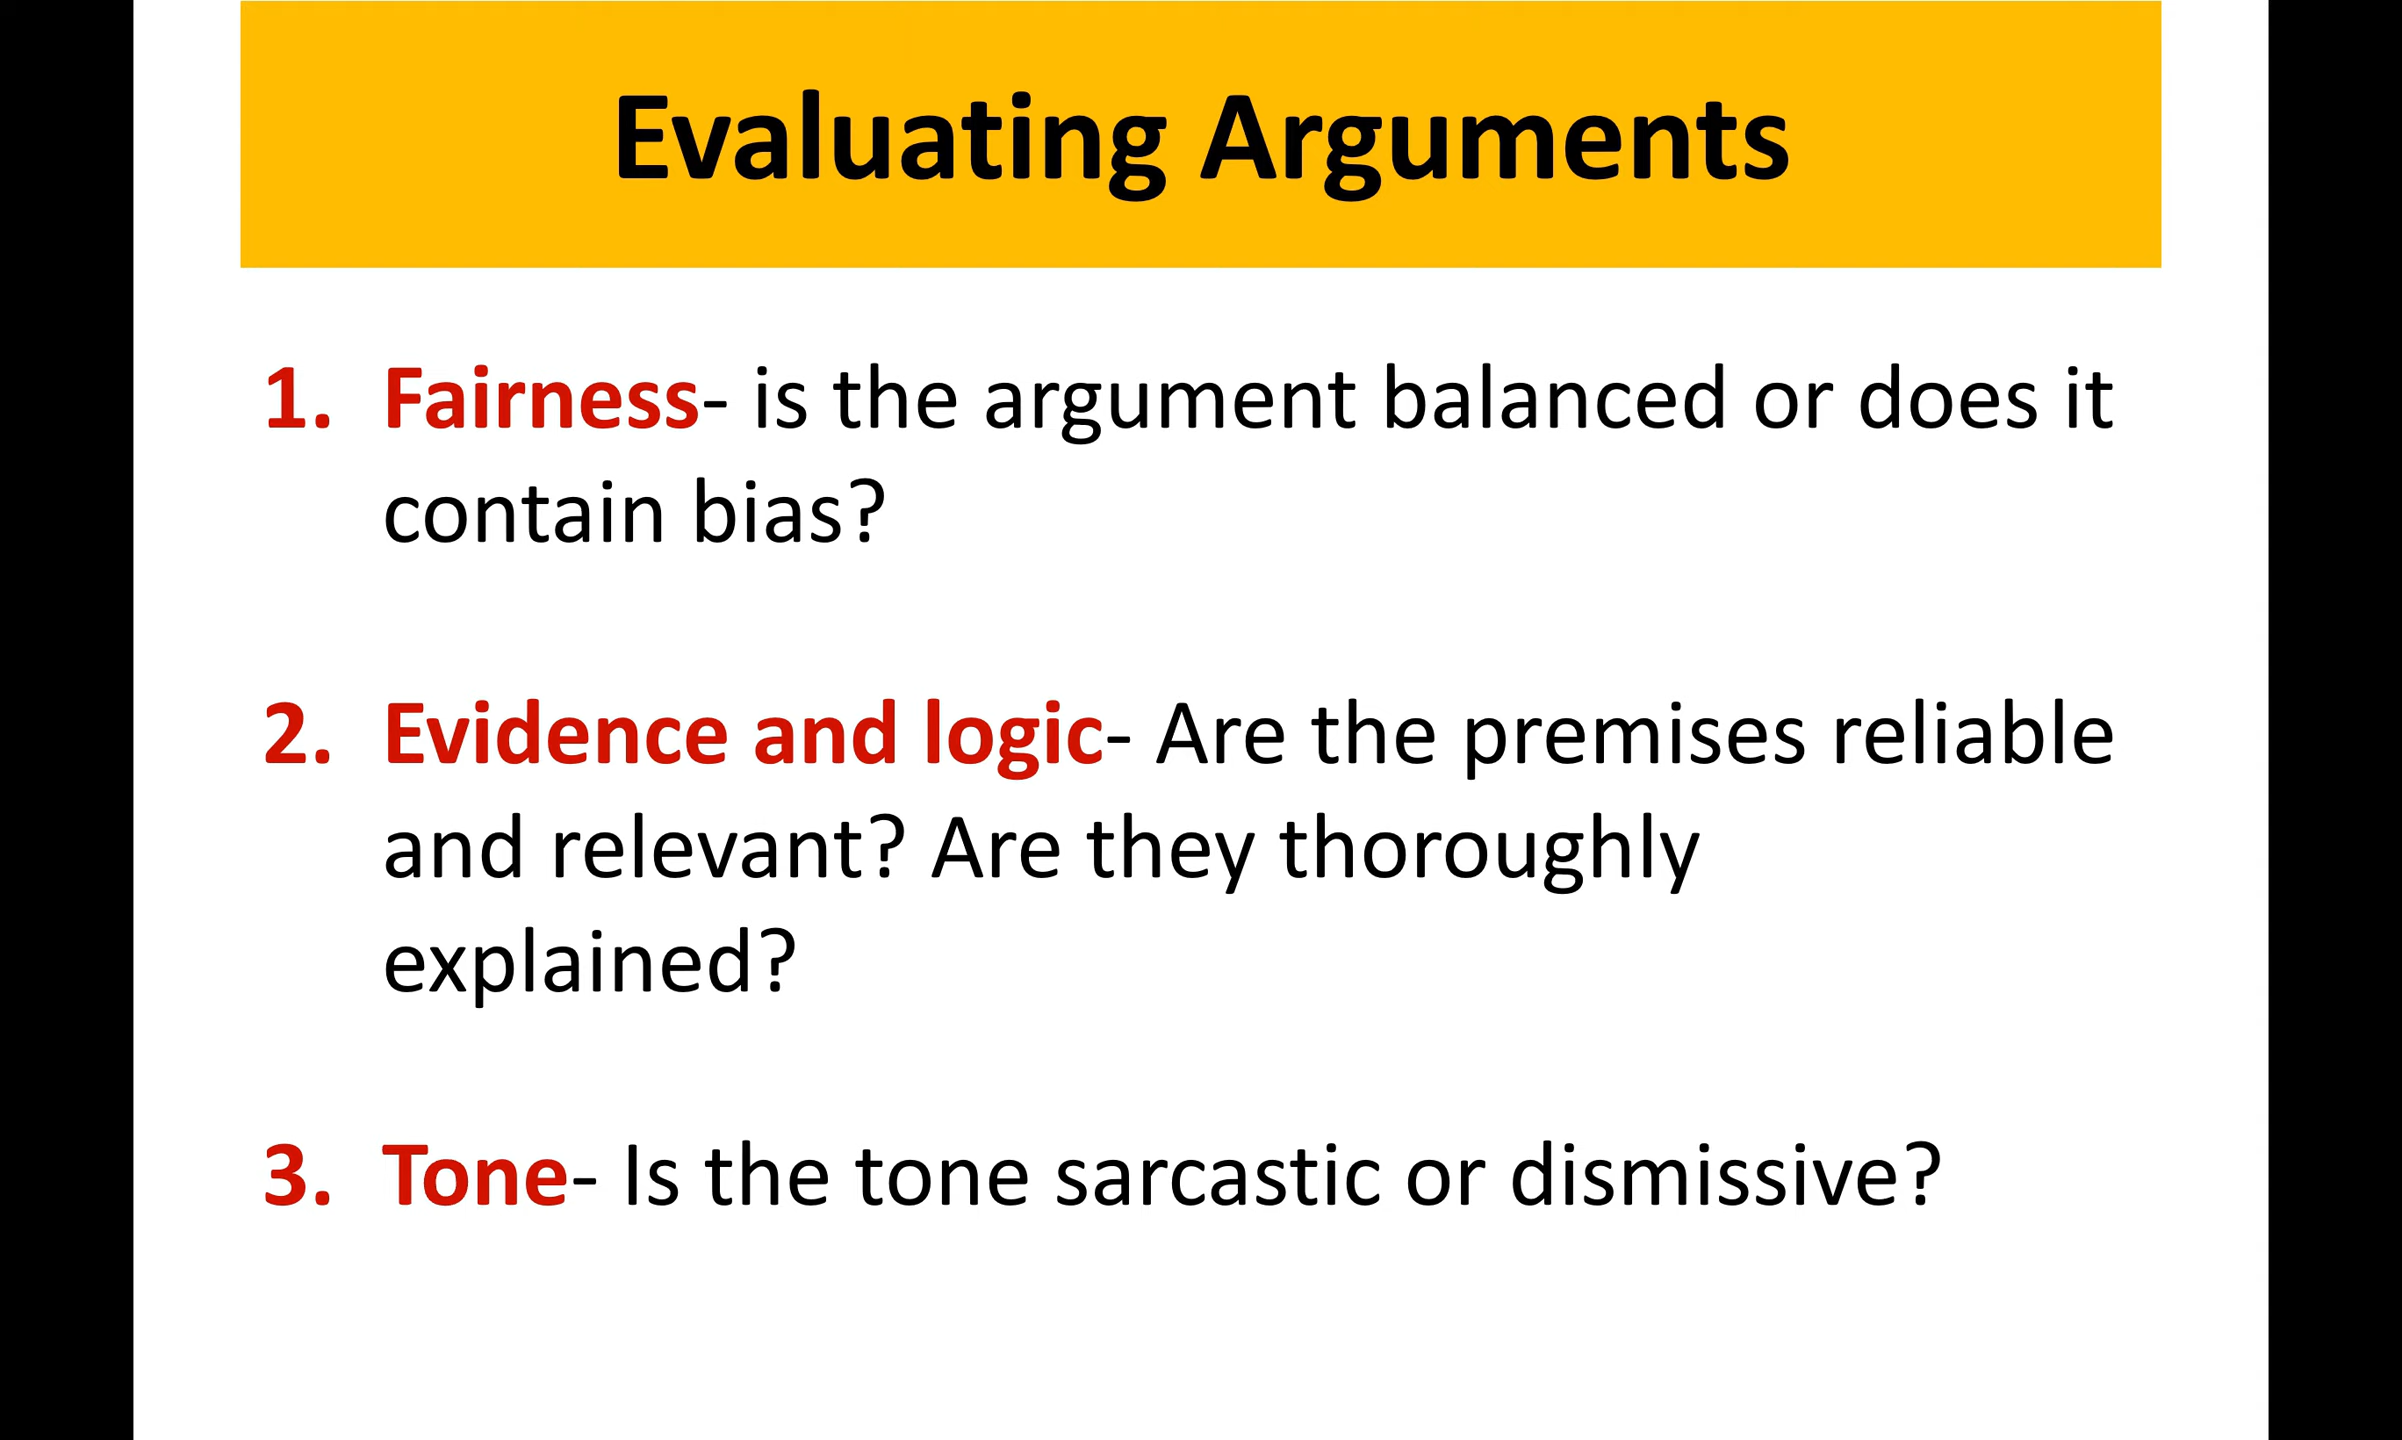 Evaluating Arguments
1. Fairness- is the argument balanced or does it
contain bias?
2. Evidence and logic- Are the premises reliable
and relevant? Are they thoroughly
explained?
3. Tone- Is the tone sarcastic or dismissive?